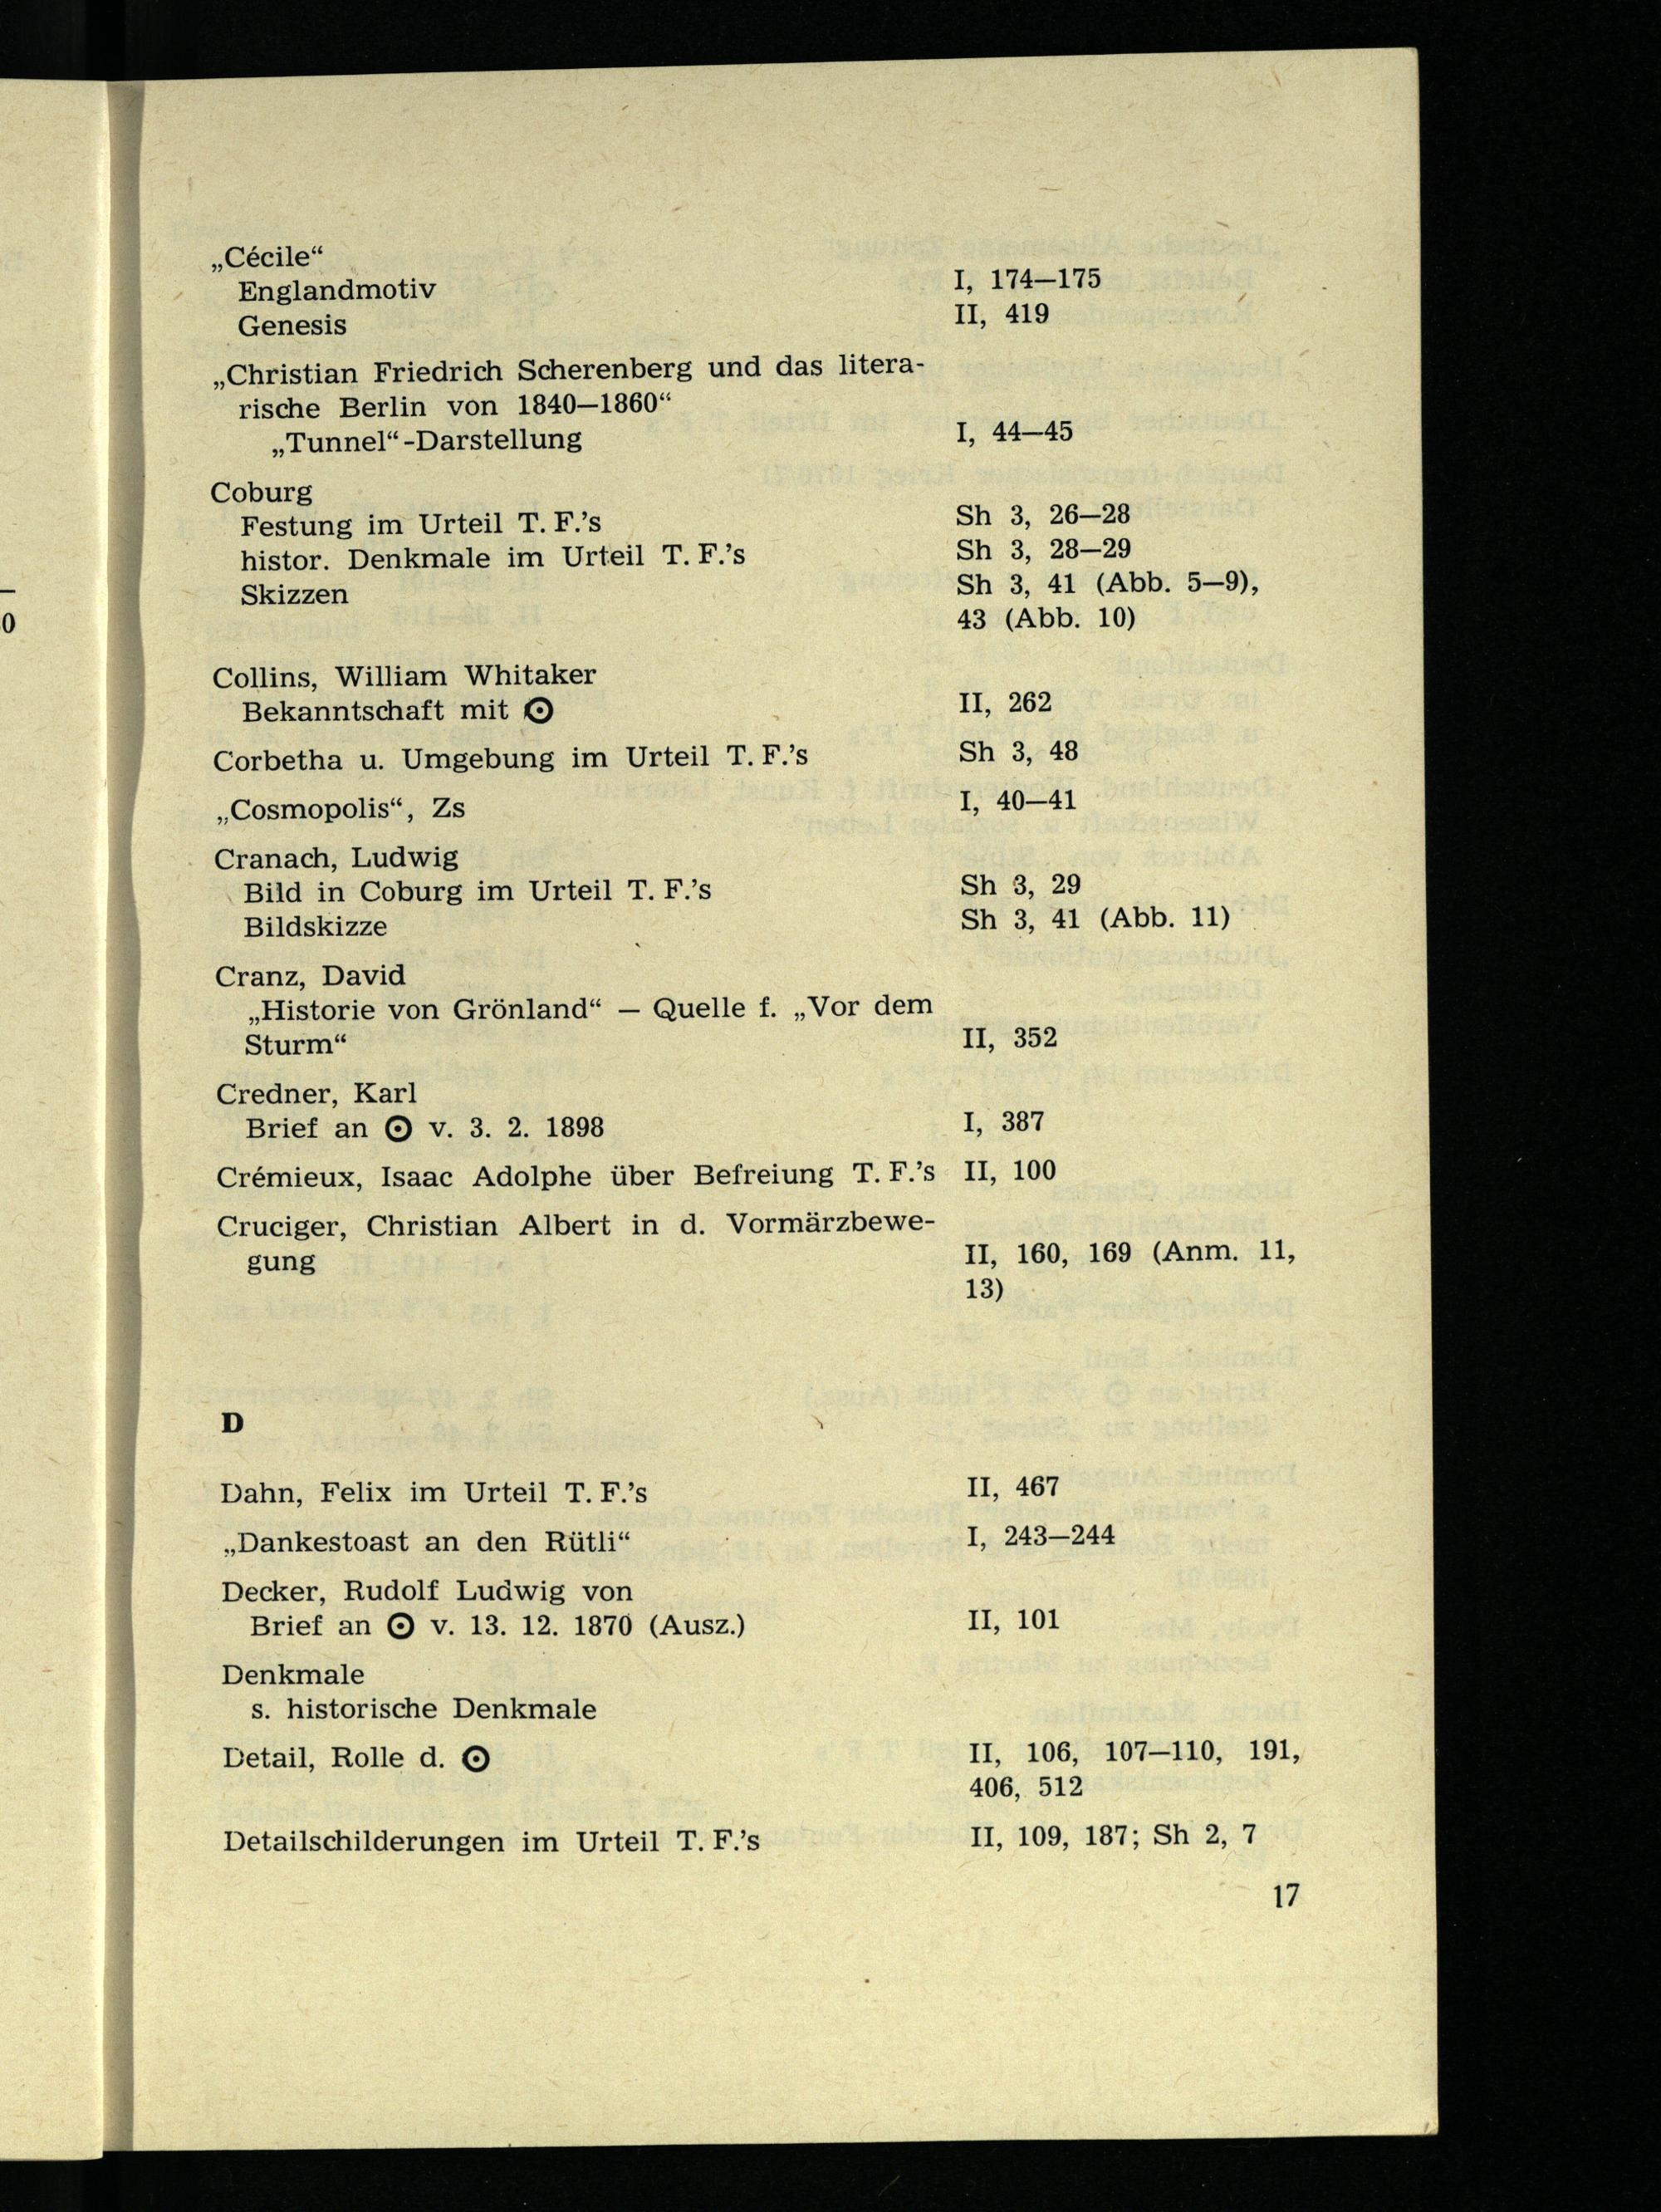 „Cécile“
Englandmotiv I, 174—175
Genesis II, 419
„Christian Friedrich Scherenberg und das litera-
rische Berlin von 1840—1860“
„Tunnel“-Darstellung I, 44—45
Coburg
Festung im Urteil T. F.’s Sh 3, 26—28
histor. Denkmale im Urteil T. F.’s Sh 3, 28—29
Skizzen Sh 3, 41 (Abb. 5—9),
43 (Abb. 10)
Collins, William Whitaker
Bekanntschaft mit ⊙ II, 262
Corbetha u. Umgebung im Urteil T. F.’s Sh 3, 48
„Cosmopolis“, Zs I, 40—41
Cranach, Ludwig
Bild in Coburg im Urteil T. F.’s Sh 3, 29
Bildskizze Sh 3, 41 (Abb. 11)
Cranz, David
„Historie von Grönland“ — Quelle f. „Vor dem
Sturm“ II, 352
Credner, Karl
Brief an ⊙ v. 3. 2. 1898 I, 387
Crémieux, Isaac Adolphe über Befreiung T. F.’s II, 100
Cruciger, Christian Albert in d. Vormärzbewe-
gung II, 160, 169 (Anm. 11,
13)
D
Dahn, Felix im Urteil T. F.’s II, 467
„Dankestoast an den Rütli“ I, 243—244
Decker, Rudolf Ludwig von
Brief an ⊙ v. 13. 12. 1870 (Ausz.) II, 101
Denkmale
s. historische Denkmale
Detail, Rolle d. ⊙ II, 106, 107—110, 191,
406, 512
Detailschilderungen im Urteil T. F.’s II, 109, 187; Sh 2, 7
17